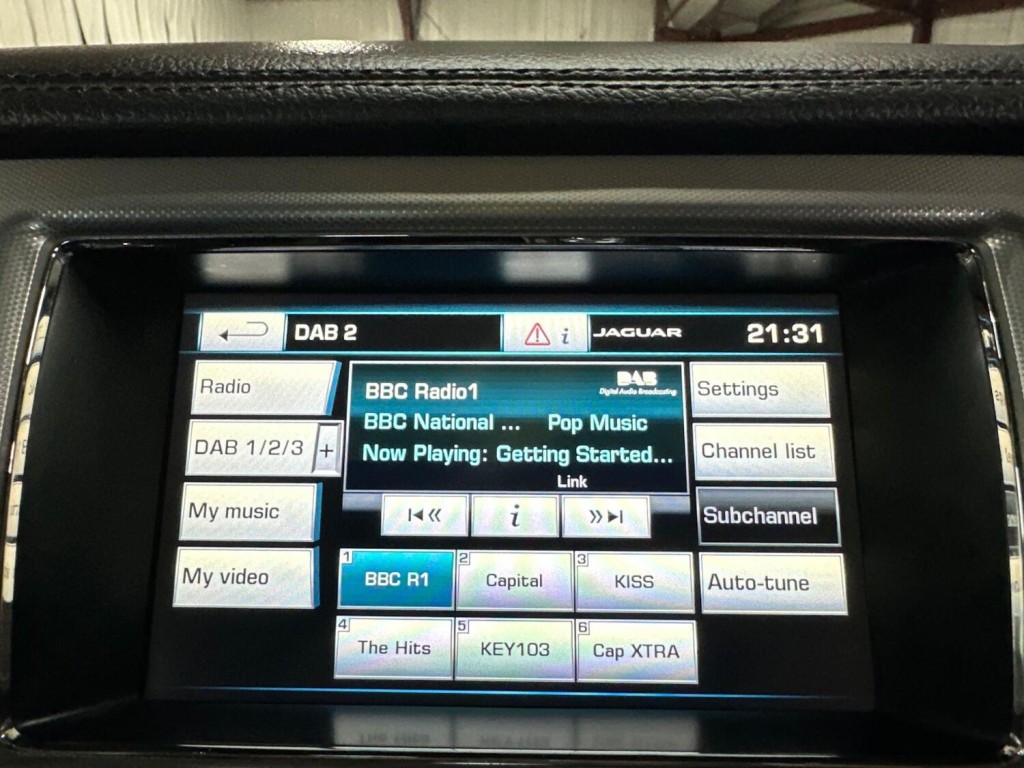 DAB 2
i
JAGUAR
21:31
Radio
DAB 1/2/3 +
My music
My video
DAB
Digital Audio Broadcasting
BBC Radio1
BBC National ... Pop Music
Now Playing: Getting Started...
Link
i
Settings
Channel list
Subchannel
Auto-tune
1 BBC R1
2 Capital
3 KISS
4 The Hits
5 KEY103
6 Cap XTRA